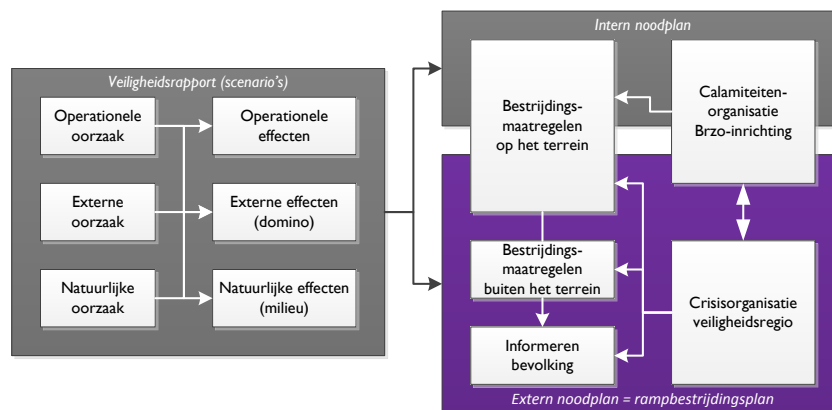 Veiligheidsrapport (scenario's)
Operationele
oorzaak
Operationele
effecten
Externe
oorzaak
Externe effecten
(domino)
Natuurlijke
oorzaak
Natuurlijke effecten
(milieu)
Intern noodplan
Bestrijdings-
maatregelen
op het terrein
Calamiteiten-
organisatie
Brzo-inrichting
Bestrijdings-
maatregelen
buiten het terrein
Crisisorganisatie
veiligheidsregio
Informeren
bevolking
Extern noodplan = rampbestrijdingsplan